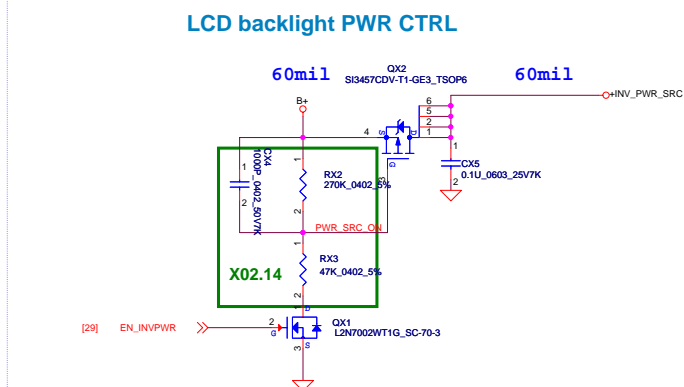 LCD backlight PWR CTRL
60mil
QX2
SI3457CDV-T1-GE3_TSOP6
60mil
B+
6
5
2
1
+INV_PWR_SRC
4
S
D
G
3
1
CX5
0.1U_0603_25V7K
2
CX4
1000P_0402_50V7K
1
2
1
RX2
270K_0402_5%
2
PWR_SRC_ON
1
RX3
47K_0402_5%
2
X02.14
1
D
[29]
EN_INVPWR
2
G
QX1
L2N7002WT1G_SC-70-3
3
S